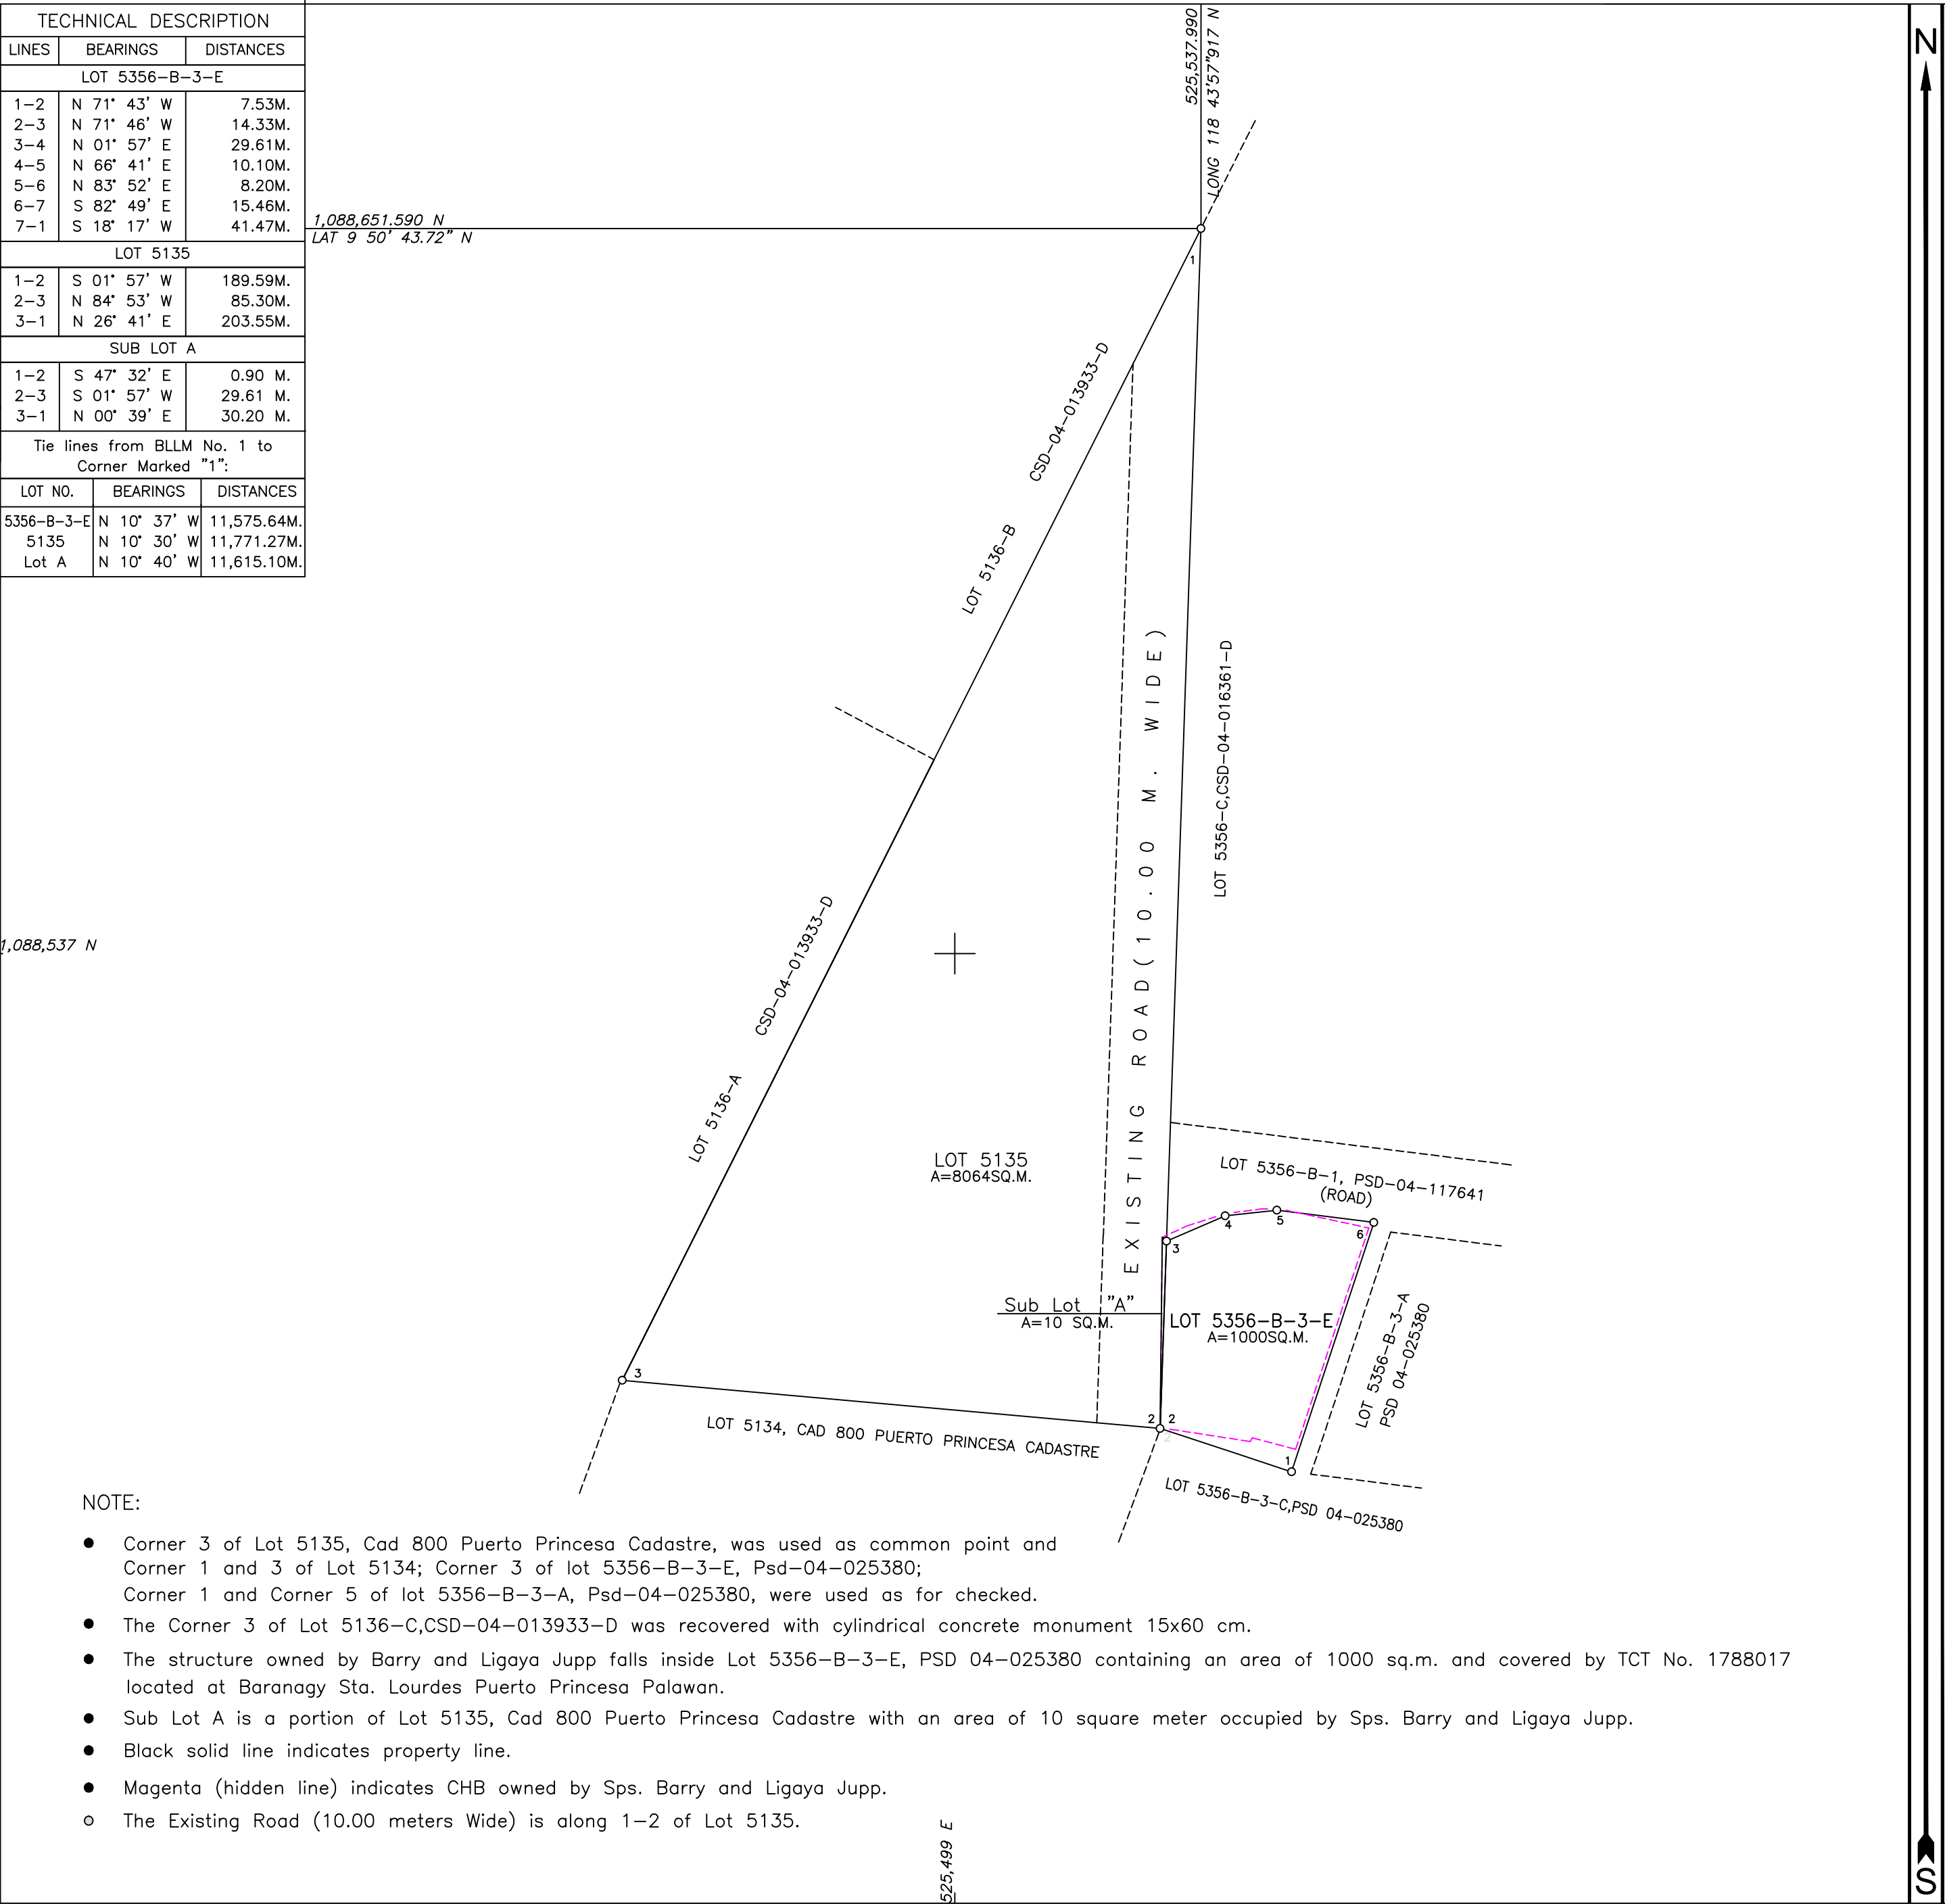 TECHNICAL DESCRIPTION
LINES BEARINGS DISTANCES
LOT 5356-B-3-E
1-2 N 71° 43' W 7.53M.
2-3 N 71° 46' W 14.33M.
3-4 N 01° 57' E 29.61M.
4-5 N 66° 41' E 10.10M.
5-6 N 83° 52' E 8.20M.
6-7 S 82° 49' E 15.46M.
7-1 S 18° 17' W 41.47M.
LOT 5135
1-2 S 01° 57' W 189.59M.
2-3 N 84° 53' W 85.30M.
3-1 N 26° 41' E 203.55M.
SUB LOT A
1-2 S 47° 32' E 0.90 M.
2-3 S 01° 57' W 29.61 M.
3-1 N 00° 39' E 30.20 M.
Tie lines from BLLM No. 1 to
Corner Marked "1":
LOT NO. BEARINGS DISTANCES
5356-B-3-E N 10° 37' W 11,575.64M.
5135 N 10° 30' W 11,771.27M.
Lot A N 10° 40' W 11,615.10M.
525,537.990
LONG 118 43'57"917 N
N
1,088,651.590 N
LAT 9 50' 43.72" N
1
CSD-04-013933-D
LOT 5136-B
EXISTING ROAD(10.00 M. WIDE)
LOT 5356-C,CSD-04-016361-D
1,088,537 N
CSD-04-013933-D
LOT 5136-A
LOT 5135
A=8064SQ.M.
LOT 5356-B-1, PSD-04-117641
(ROAD)
3
4
5
6
Sub Lot "A"
A=10 SQ.M.
LOT 5356-B-3-E
A=1000SQ.M.
LOT 5356-B-3-A
PSD 04-025380
3
2 2
2
1
LOT 5134, CAD 800 PUERTO PRINCESA CADASTRE
LOT 5356-B-3-C,PSD 04-025380
NOTE:
● Corner 3 of Lot 5135, Cad 800 Puerto Princesa Cadastre, was used as common point and
Corner 1 and 3 of Lot 5134; Corner 3 of lot 5356-B-3-E, Psd-04-025380;
Corner 1 and Corner 5 of lot 5356-B-3-A, Psd-04-025380, were used as for checked.
● The Corner 3 of Lot 5136-C,CSD-04-013933-D was recovered with cylindrical concrete monument 15x60 cm.
● The structure owned by Barry and Ligaya Jupp falls inside Lot 5356-B-3-E, PSD 04-025380 containing an area of 1000 sq.m. and covered by TCT No. 1788017
located at Baranagy Sta. Lourdes Puerto Princesa Palawan.
● Sub Lot A is a portion of Lot 5135, Cad 800 Puerto Princesa Cadastre with an area of 10 square meter occupied by Sps. Barry and Ligaya Jupp.
● Black solid line indicates property line.
● Magenta (hidden line) indicates CHB owned by Sps. Barry and Ligaya Jupp.
○ The Existing Road (10.00 meters Wide) is along 1-2 of Lot 5135.
525,499 E
S